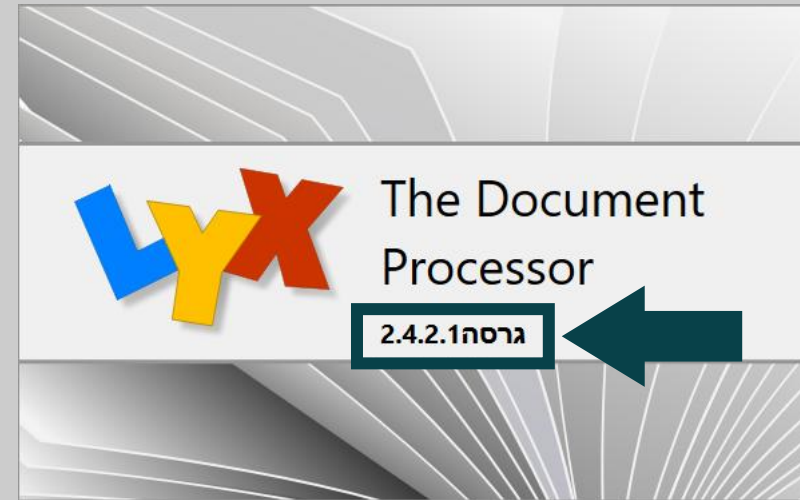 LYX
The Document
Processor
גרסה2.4.2.1